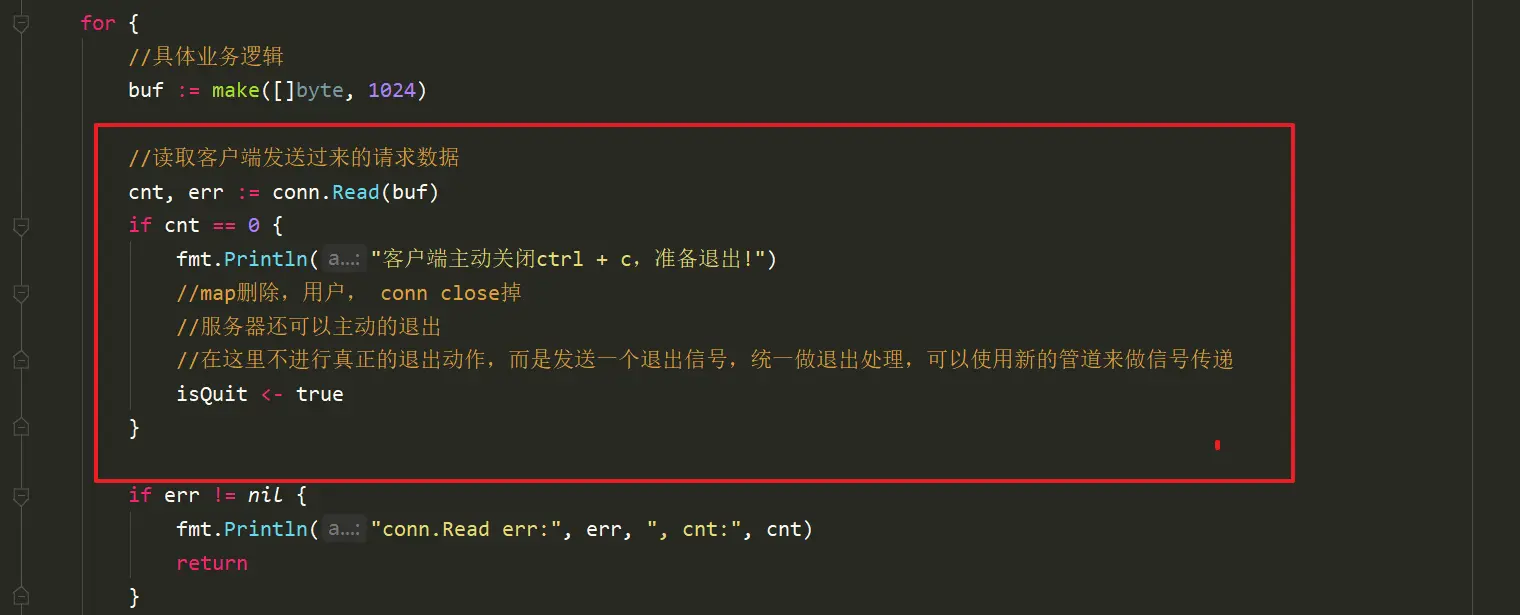 for {
//具体业务逻辑
buf := make([]byte, 1024)
//读取客户端发送过来的请求数据
cnt, err := conn.Read(buf)
if cnt == 0 {
fmt.Println( a...: "客户端主动关闭ctrl + c，准备退出!")
//map删除，用户， conn close掉
//服务器还可以主动的退出
//在这里不进行真正的退出动作，而是发送一个退出信号，统一做退出处理，可以使用新的管道来做信号传递
isQuit <- true
}
if err != nil {
fmt.Println( a...: "conn.Read err:", err, ", cnt:", cnt)
return
}